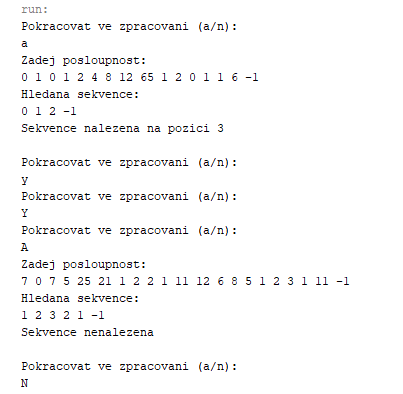 run:
Pokracovat ve zpracovani (a/n):
a
Zadej posloupnost:
0 1 0 1 2 4 8 12 65 1 2 0 1 1 6 -1
Hledana sekvence:
0 1 2 -1
Sekvence nalezena na pozici 3
Pokracovat ve zpracovani (a/n):
y
Pokracovat ve zpracovani (a/n):
Y
Pokracovat ve zpracovani (a/n):
A
Zadej posloupnost:
7 0 7 5 25 21 1 2 2 1 11 12 6 8 5 1 2 3 1 11 -1
Hledana sekvence:
1 2 3 2 1 -1
Sekvence nenalezena
Pokracovat ve zpracovani (a/n):
N